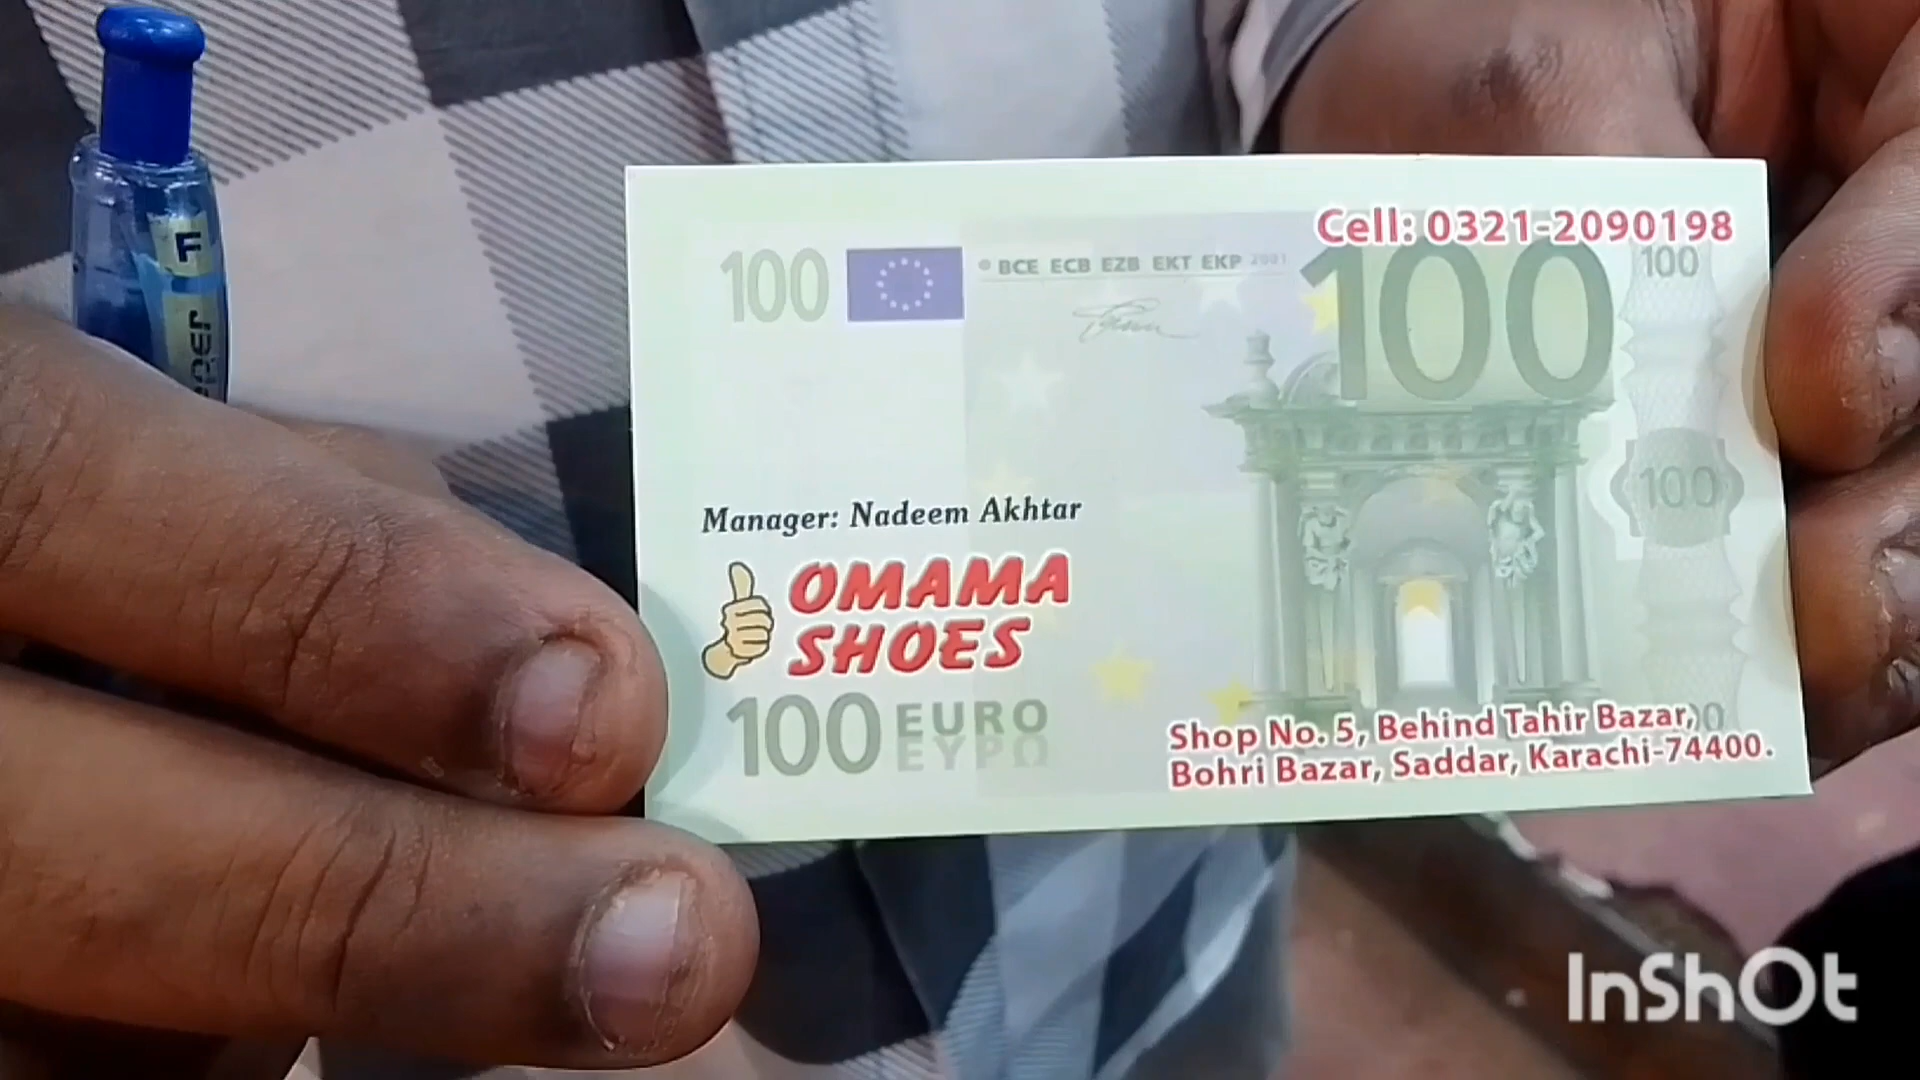 Cell: 0321-2090198
100
© BCE ECB EZB EKT EKP 2001
100
100
100
Manager: Nadeem Akhtar
OMAMA
SHOES
100 EURO
EYPO
Shop No. 5, Behind Tahir Bazar,
Bohri Bazar, Saddar, Karachi-74400.
F
InShOt